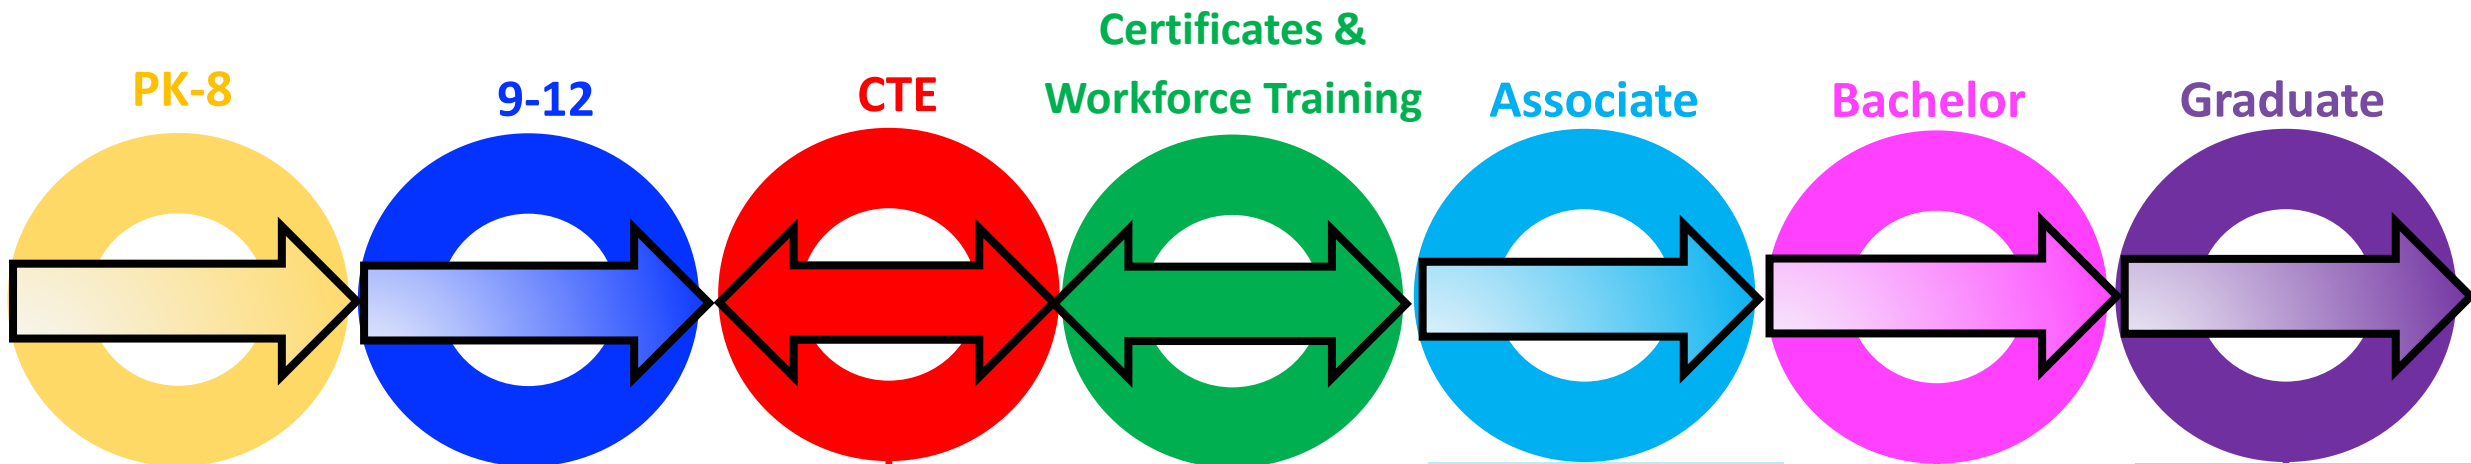 PK-8
9-12
CTE
Certificates &
Workforce Training
Associate
Bachelor
Graduate